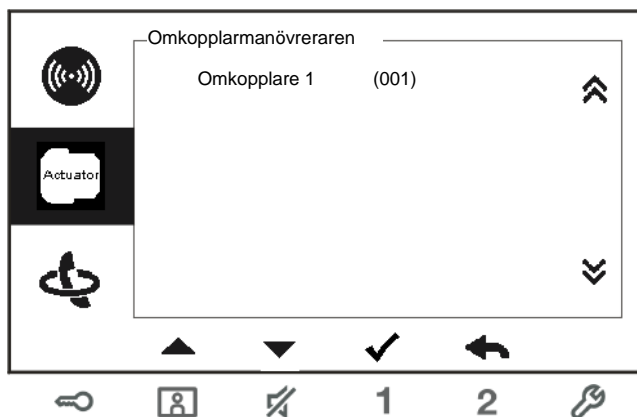 Omkopplarmanövreraren
Omkopplare 1 (001)
Actuator
1 2